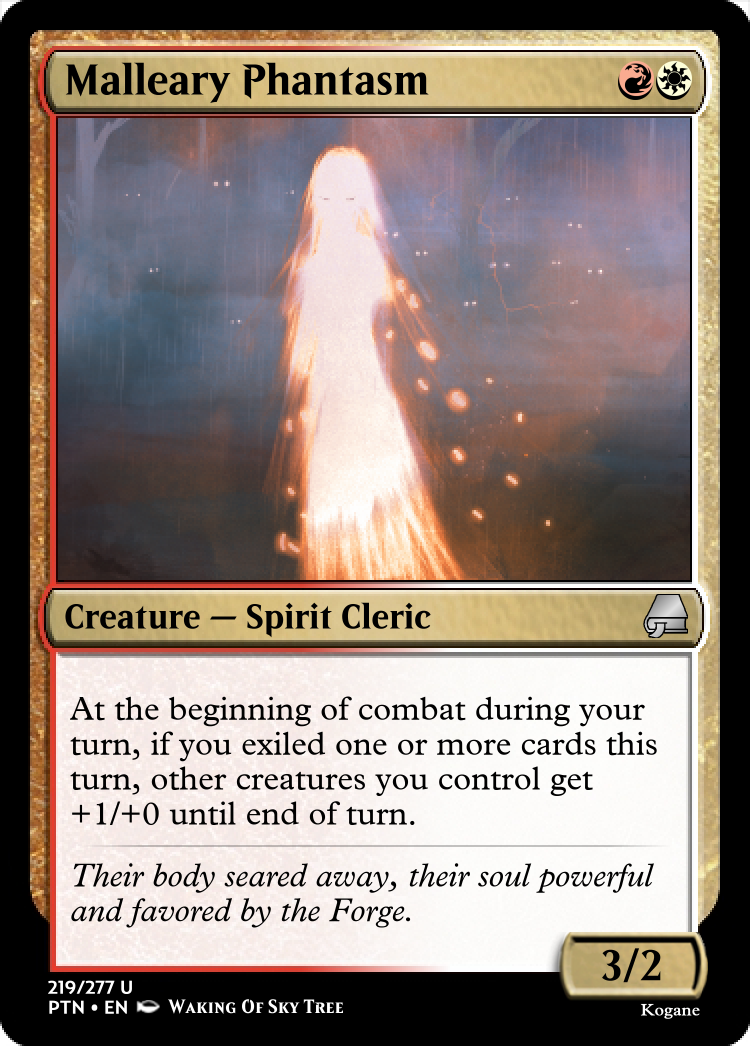 Malleary Phantasm
Creature — Spirit Cleric
At the beginning of combat during your
turn, if you exiled one or more cards this
turn, other creatures you control get
+1/+0 until end of turn.
Their body seared away, their soul powerful
and favored by the Forge.
3/2
219/277 U
PTN • EN Waking Of Sky Tree
Kogane